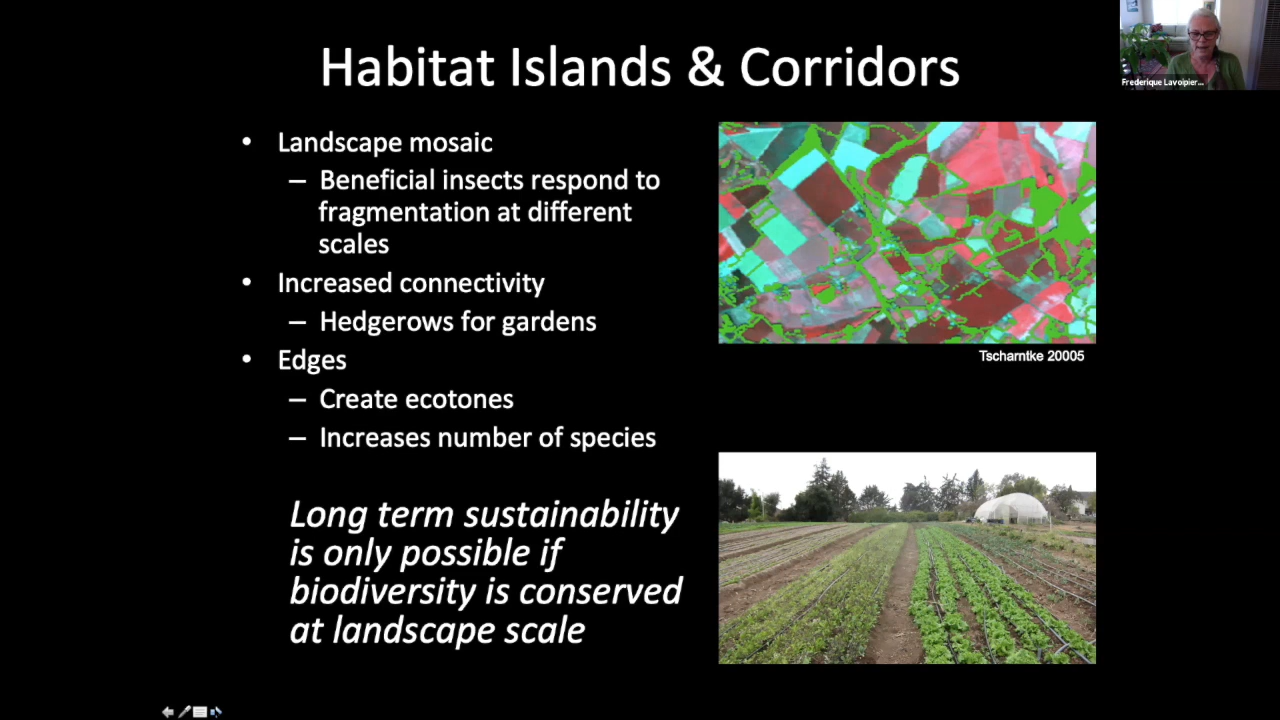 Habitat Islands & Corridors
• Landscape mosaic
– Beneficial insects respond to
fragmentation at different
scales
• Increased connectivity
– Hedgerows for gardens
• Edges
– Create ecotones
– Increases number of species
Long term sustainability
is only possible if
biodiversity is conserved
at landscape scale
Tscharntke 20005
Frederique Lavoipier...